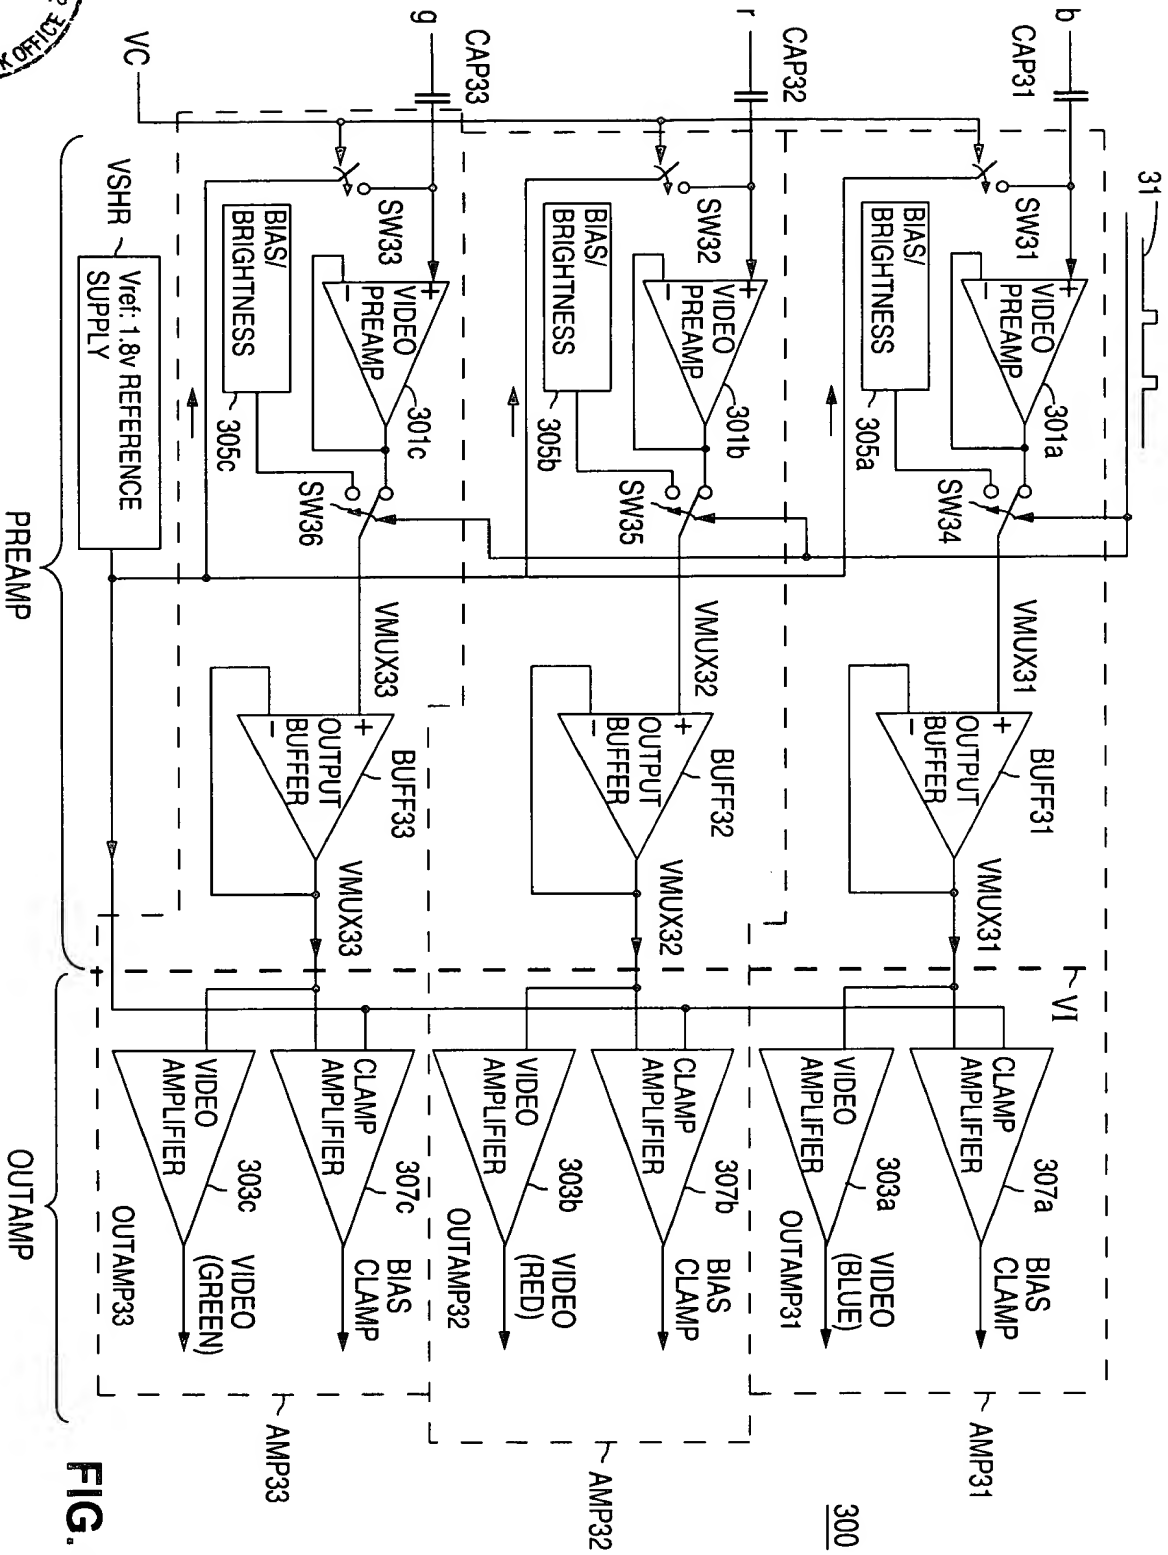 31
b
CAP31
SW31
BIAS/
BRIGHTNESS
305a
+
-
VIDEO
PREAMP
301a
SW34
VMUX31
BUFF31
+
-
OUTPUT
BUFFER
VMUX31
VI
CLAMP
AMPLIFIER
307a
BIAS
CLAMP
VIDEO
AMPLIFIER
303a
VIDEO
(BLUE)
OUTAMP31
AMP31
r
CAP32
SW32
BIAS/
BRIGHTNESS
305b
+
-
VIDEO
PREAMP
301b
SW35
VMUX32
BUFF32
+
-
OUTPUT
BUFFER
VMUX32
CLAMP
AMPLIFIER
307b
BIAS
CLAMP
VIDEO
AMPLIFIER
303b
VIDEO
(RED)
OUTAMP32
AMP32
g
CAP33
SW33
BIAS/
BRIGHTNESS
305c
+
-
VIDEO
PREAMP
301c
SW36
VMUX33
BUFF33
+
-
OUTPUT
BUFFER
VMUX33
CLAMP
AMPLIFIER
307c
BIAS
CLAMP
VIDEO
AMPLIFIER
303c
VIDEO
(GREEN)
OUTAMP33
AMP33
VC
VSHR
Vref: 1.8v REFERENCE
SUPPLY
PREAMP
OUTAMP
300
FIG.
OFFICE